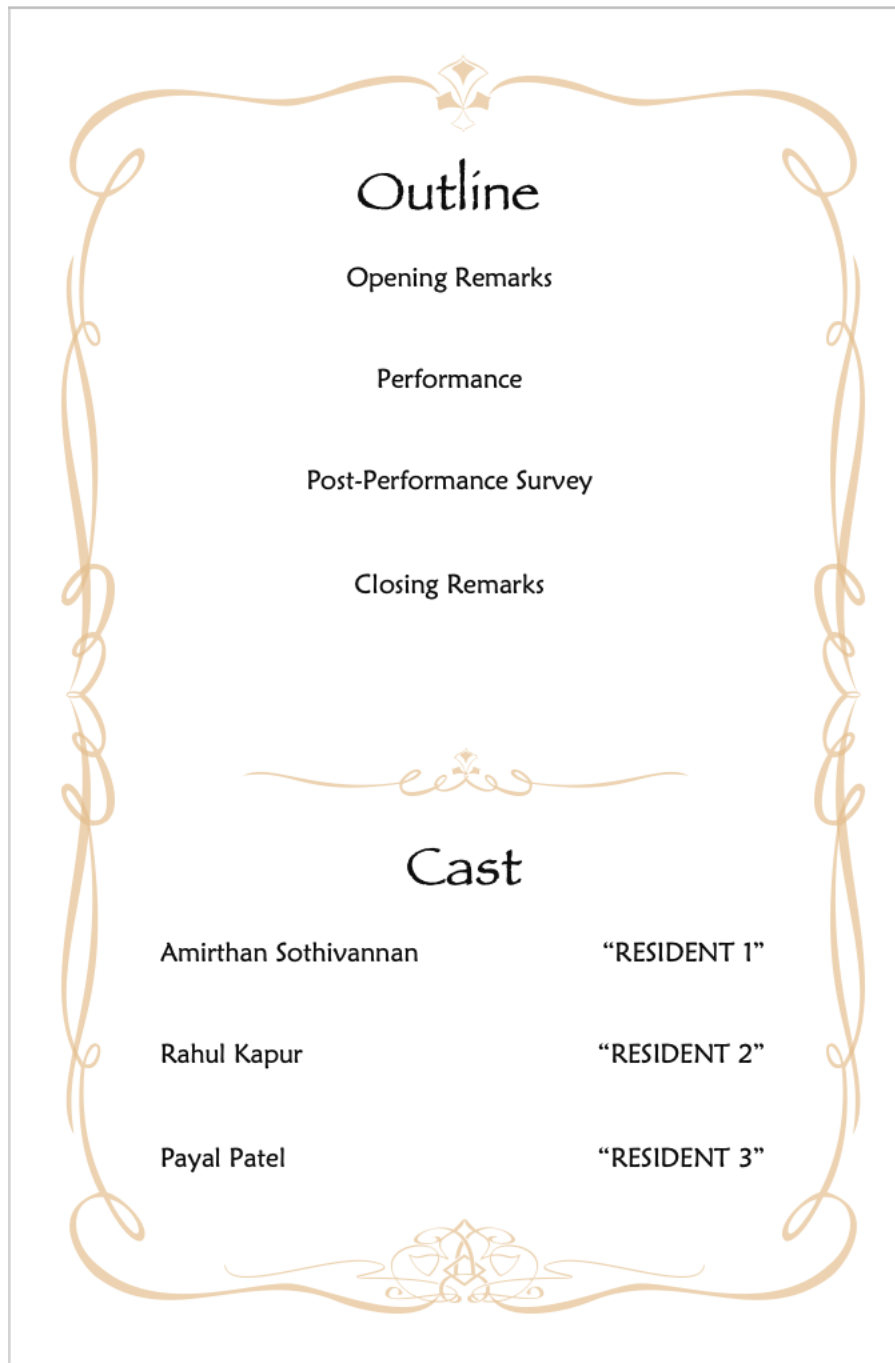 Outline
Opening Remarks
Performance
Post-Performance Survey
Closing Remarks
Cast
Amirthan Sothivannan “RESIDENT 1”
Rahul Kapur “RESIDENT 2”
Payal Patel “RESIDENT 3”